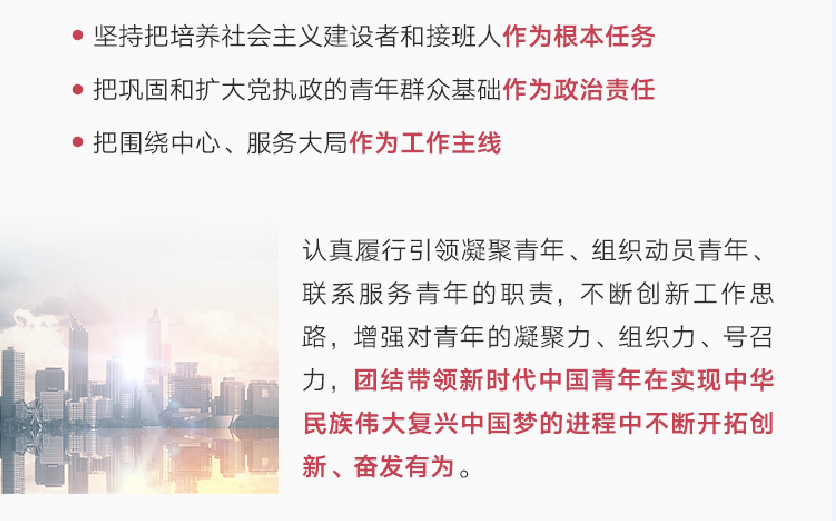 坚持把培养社会主义建设者和接班人作为根本任务
把巩固和扩大党执政的青年群众基础作为政治责任
把围绕中心、服务大局作为工作主线
认真履行引领凝聚青年、组织动员青年、
联系服务青年的职责，不断创新工作思
路，增强对青年的凝聚力、组织力、号召
力，团结带领新时代中国青年在实现中华
民族伟大复兴中国梦的进程中不断开拓创
新、奋发有为。